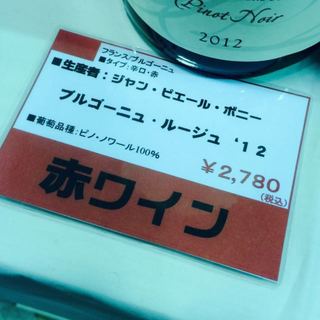 Pinot Noir
2012
フランス/ブルゴーニュ
■タイプ:辛口・赤
■生産者:ジャン・ピエール・ボニー
ブルゴーニュ・ルージュ '12
■葡萄品種:ピノ・ノワール100%
¥2,780
(税込)
赤ワイン